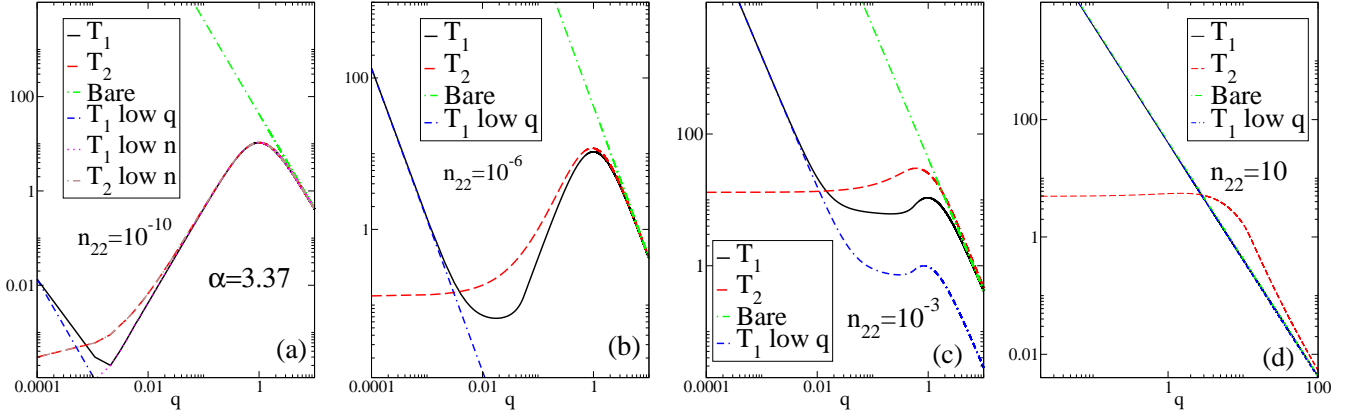 100
1
0.01
T₁
T₂
Bare
T₁ low q
T₁ low n
T₂ low n
n₂₂=10⁻¹⁰
α=3.37
(a)
0.0001 0.01 1
q
100
1
T₁
T₂
Bare
T₁ low q
n₂₂=10⁻⁶
(b)
0.0001 0.01 1
q
100
1
T₁
T₂
Bare
T₁ low q
n₂₂=10⁻³
(c)
0.0001 0.01 1
q
100
1
0.01
T₁
T₂
Bare
T₁ low q
n₂₂=10
(d)
1 100
q